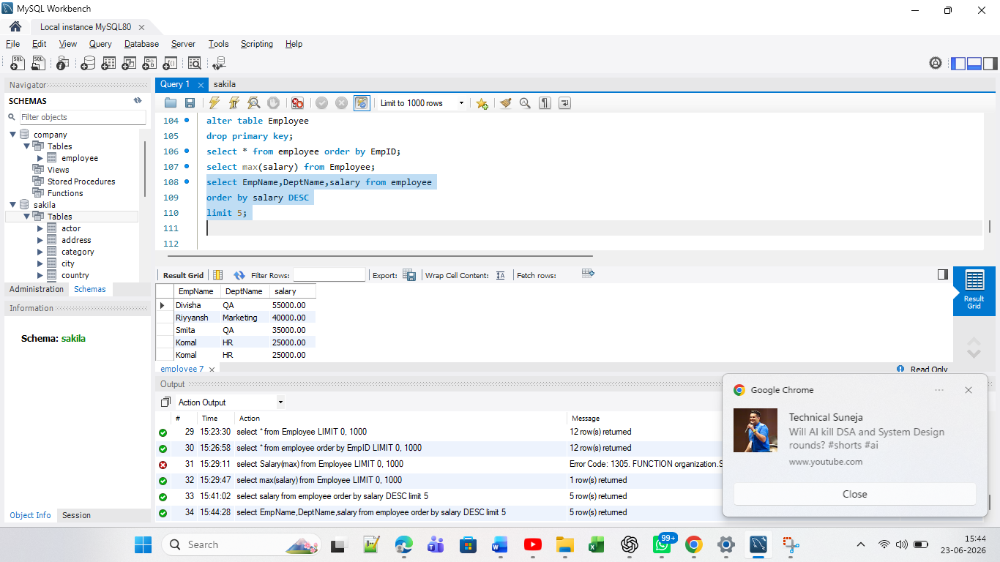 MySQL Workbench
Local instance MySQL80
File Edit View Query Database Server Tools Scripting Help
Navigator
SCHEMAS
Filter objects
company
Tables
employee
Views
Stored Procedures
Functions
sakila
Tables
actor
address
category
city
country
Administration Schemas
Information
Schema: sakila
Object Info Session
Query 1 sakila
Limit to 1000 rows
104 alter table Employee
105 drop primary key;
106 select * from employee order by EmpID;
107 select max(salary) from Employee;
108 select EmpName,DeptName,salary from employee
109 order by salary DESC
110 limit 5;
111
112
Result Grid Filter Rows: Export: Wrap Cell Content: Fetch rows:
EmpName DeptName salary
Divisha QA 55000.00
Riyyansh Marketing 40000.00
Smita QA 35000.00
Komal HR 25000.00
Komal HR 25000.00
Result Grid
employee 7 Read Only
Output
Action Output
# Time Action Message
29 15:23:30 select * from Employee LIMIT 0, 1000 12 row(s) returned
30 15:26:58 select * from employee order by EmpID LIMIT 0, 1000 12 row(s) returned
31 15:29:11 select Salary(max) from Employee LIMIT 0, 1000 Error Code: 1305. FUNCTION organization.S
32 15:29:47 select max(salary) from Employee LIMIT 0, 1000 1 row(s) returned
33 15:41:02 select salary from employee order by salary DESC limit 5 5 row(s) returned
34 15:44:28 select EmpName,DeptName,salary from employee order by salary DESC limit 5 5 row(s) returned
Google Chrome
Technical Suneja
Will AI kill DSA and System Design
rounds? #shorts #ai
www.youtube.com
Close
Search
99+
15:44
23-06-2026